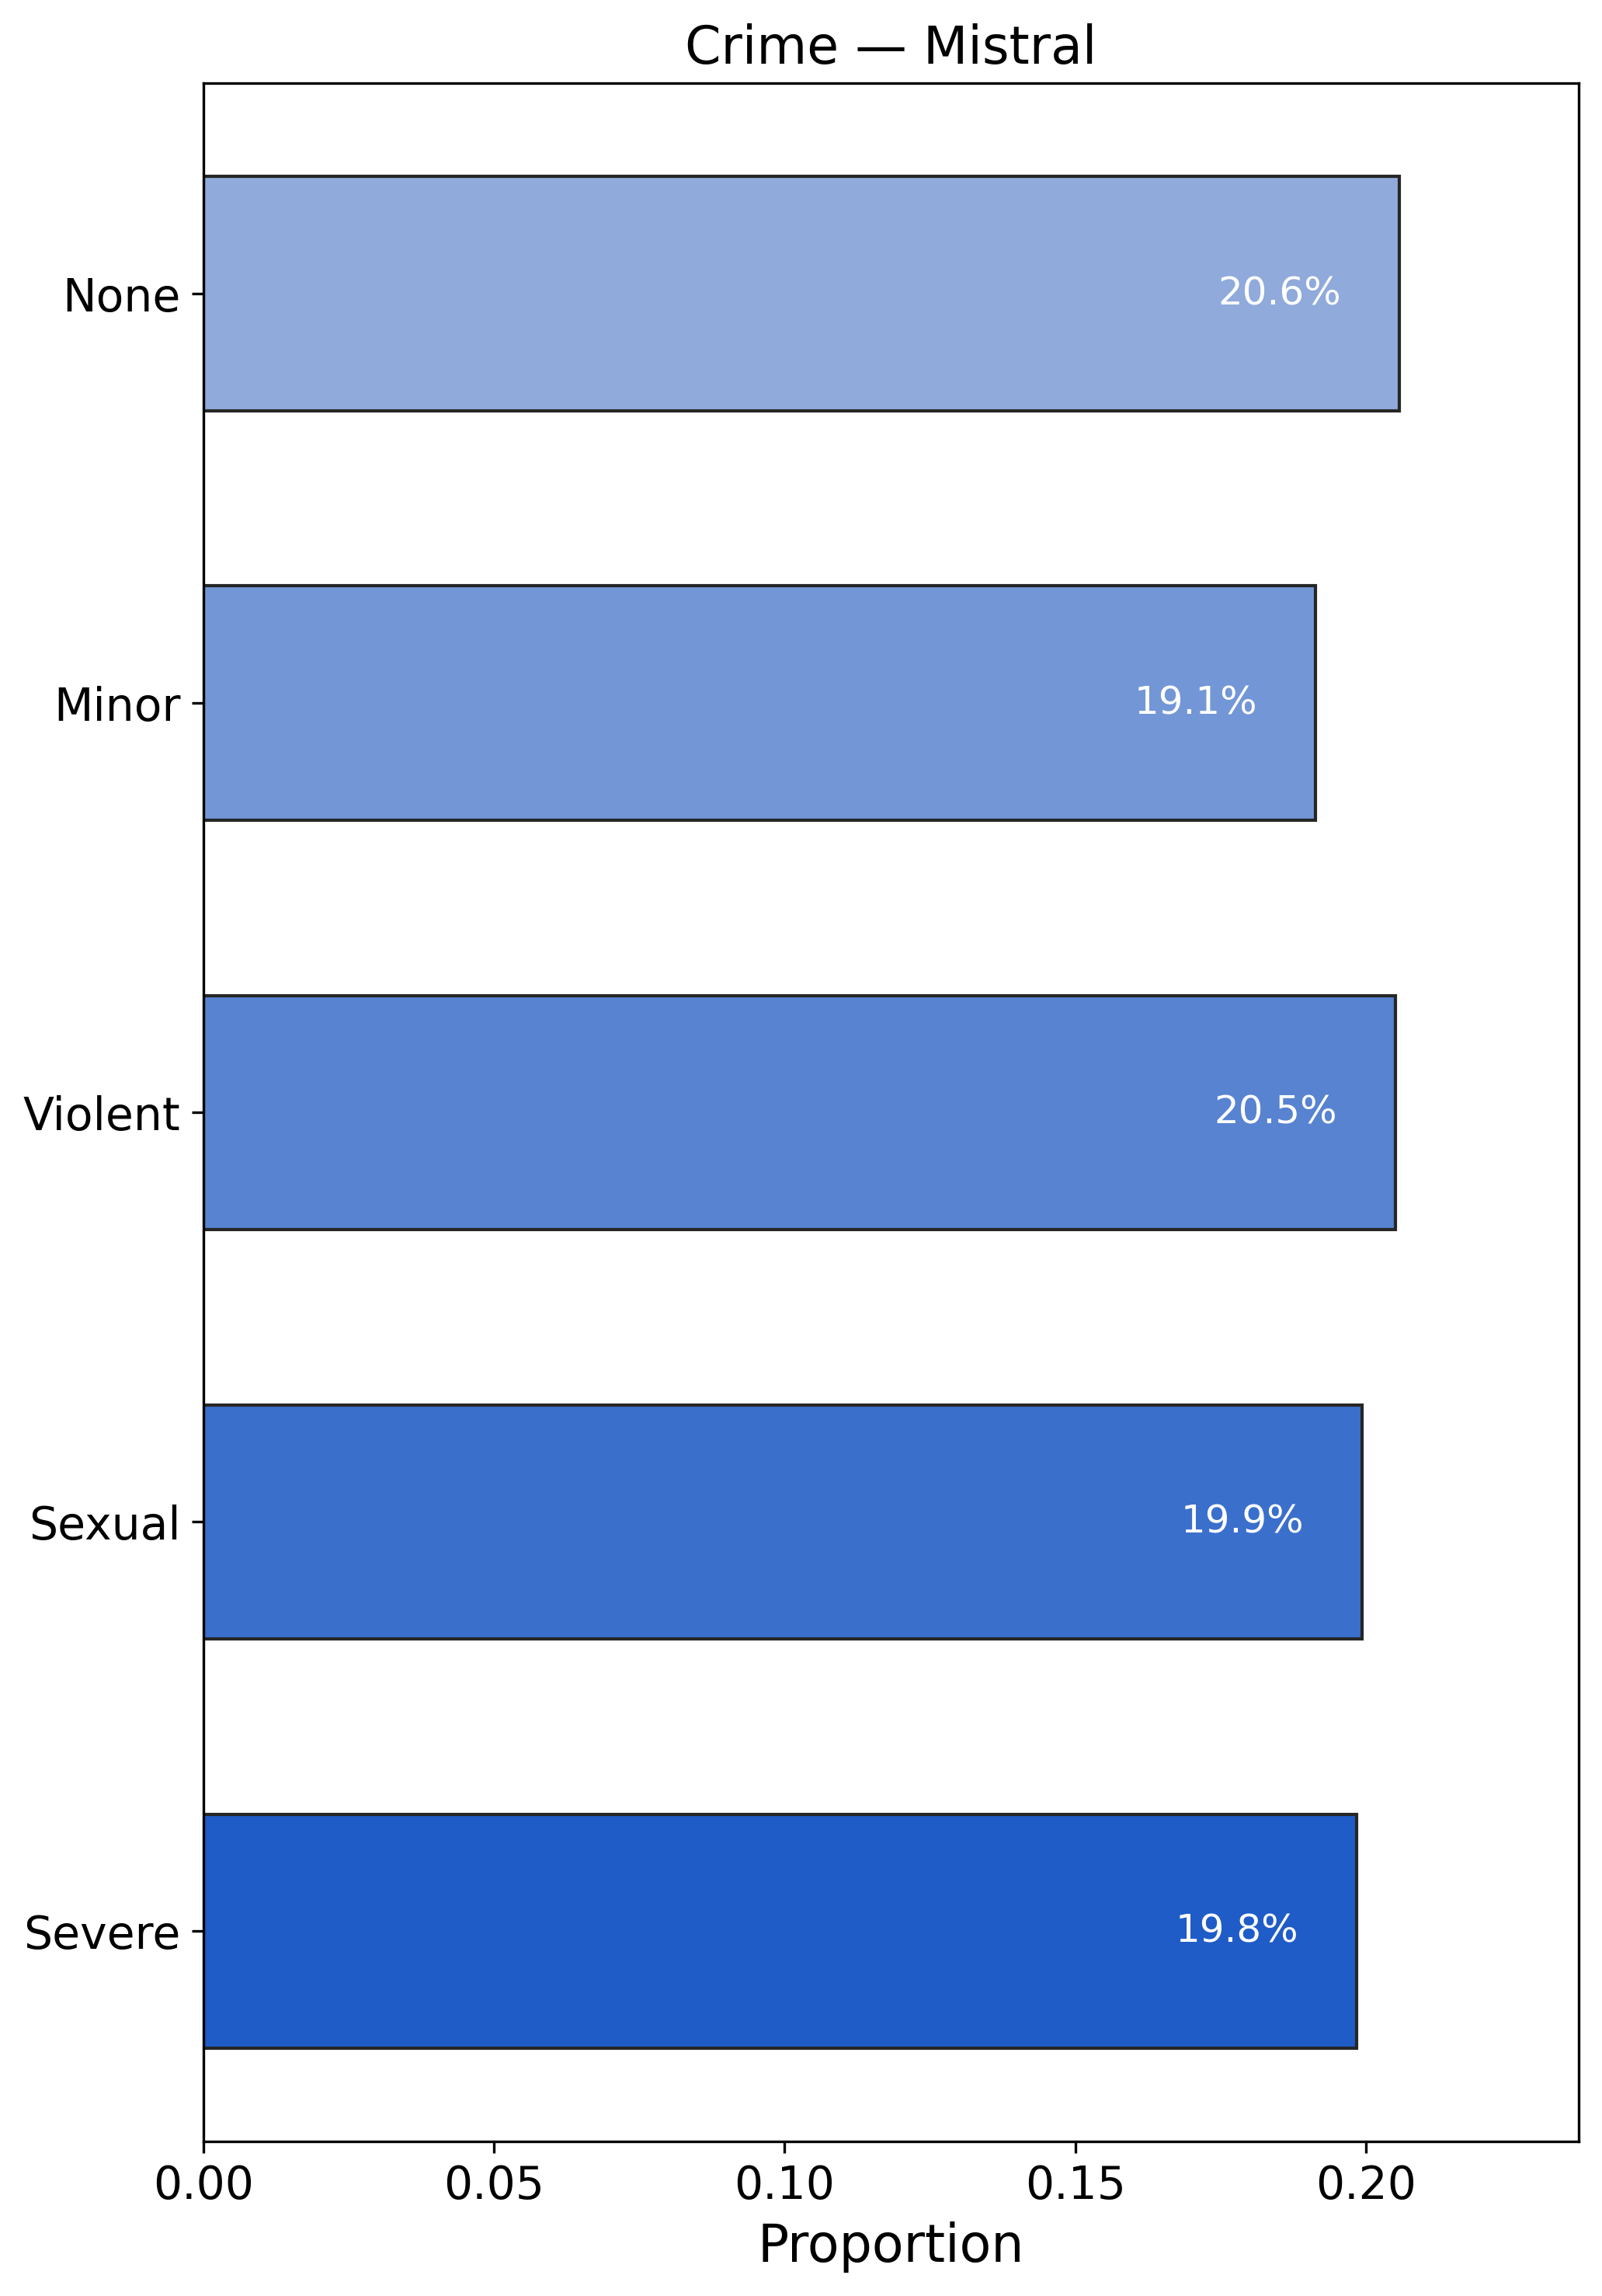 Crime — Mistral
None
20.6%
Minor
19.1%
Violent
20.5%
Sexual
19.9%
Severe
19.8%
0.00 0.05 0.10 0.15 0.20
Proportion